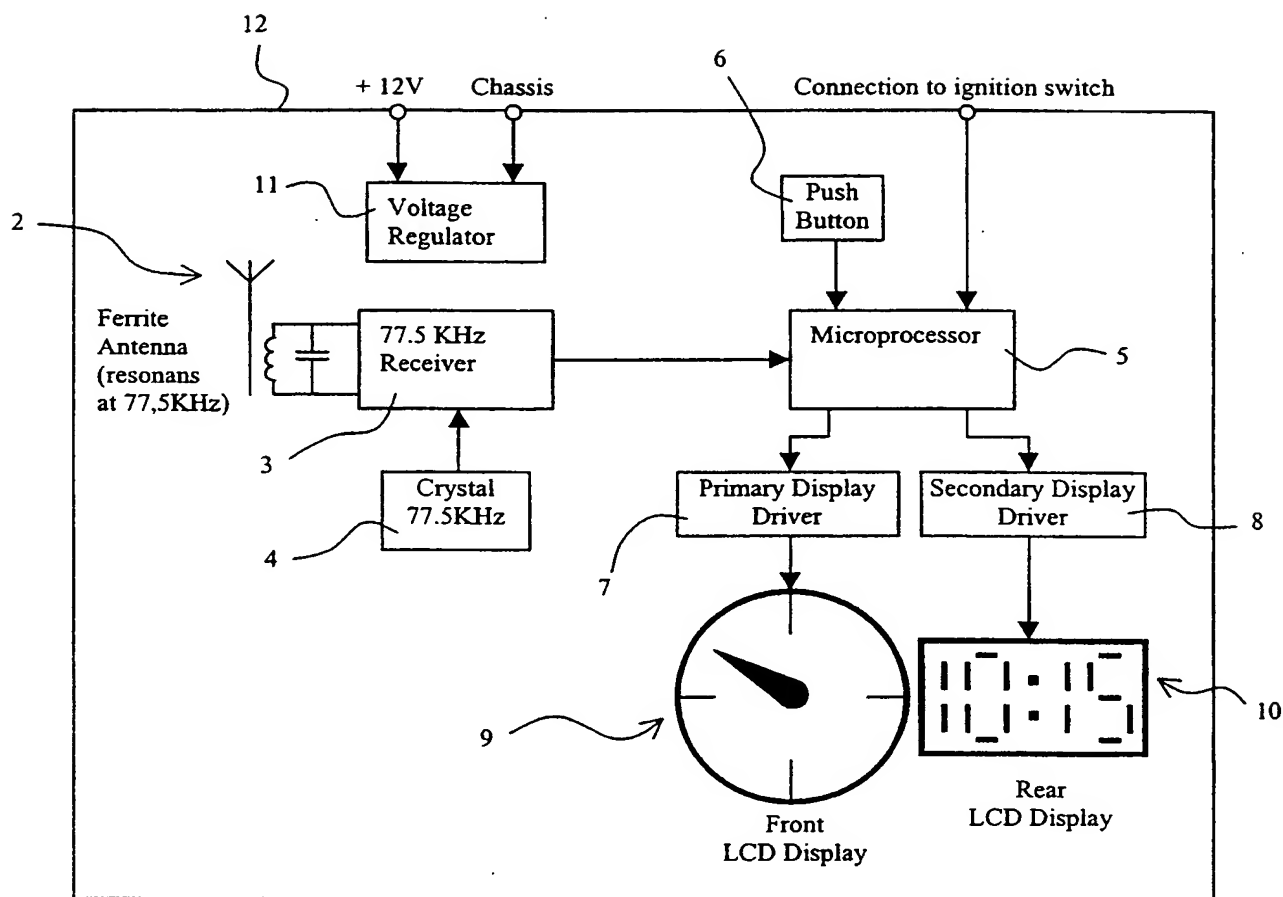 12
+ 12V
Chassis
6
Connection to ignition switch
11
Voltage
Regulator
Push
Button
2
Ferrite
Antenna
(resonans
at 77,5KHz)
77.5 KHz
Receiver
Microprocessor
5
3
Crystal
77.5KHz
4
Primary Display
Driver
7
Secondary Display
Driver
8
9
10:15
10
Front
LCD Display
Rear
LCD Display